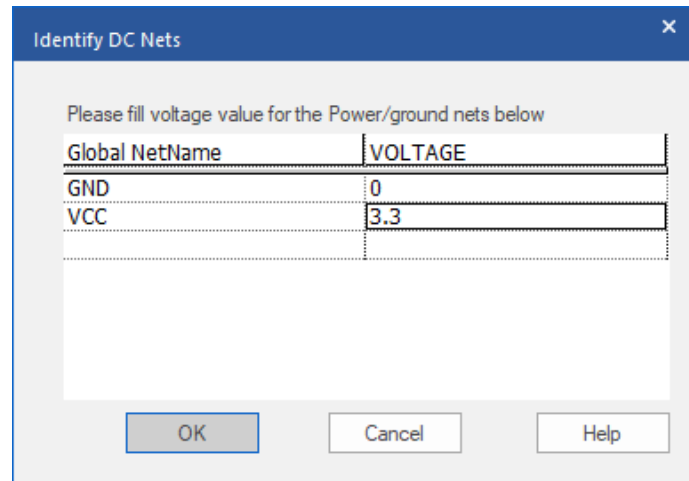 Identify DC Nets
Please fill voltage value for the Power/ground nets below
Global NetName VOLTAGE
GND 0
VCC 3.3
OK Cancel Help